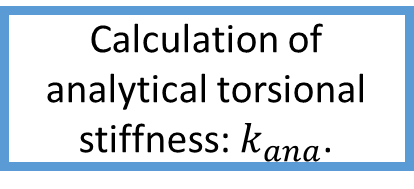 Calculation of
analytical torsional
stiffness: k_ana.